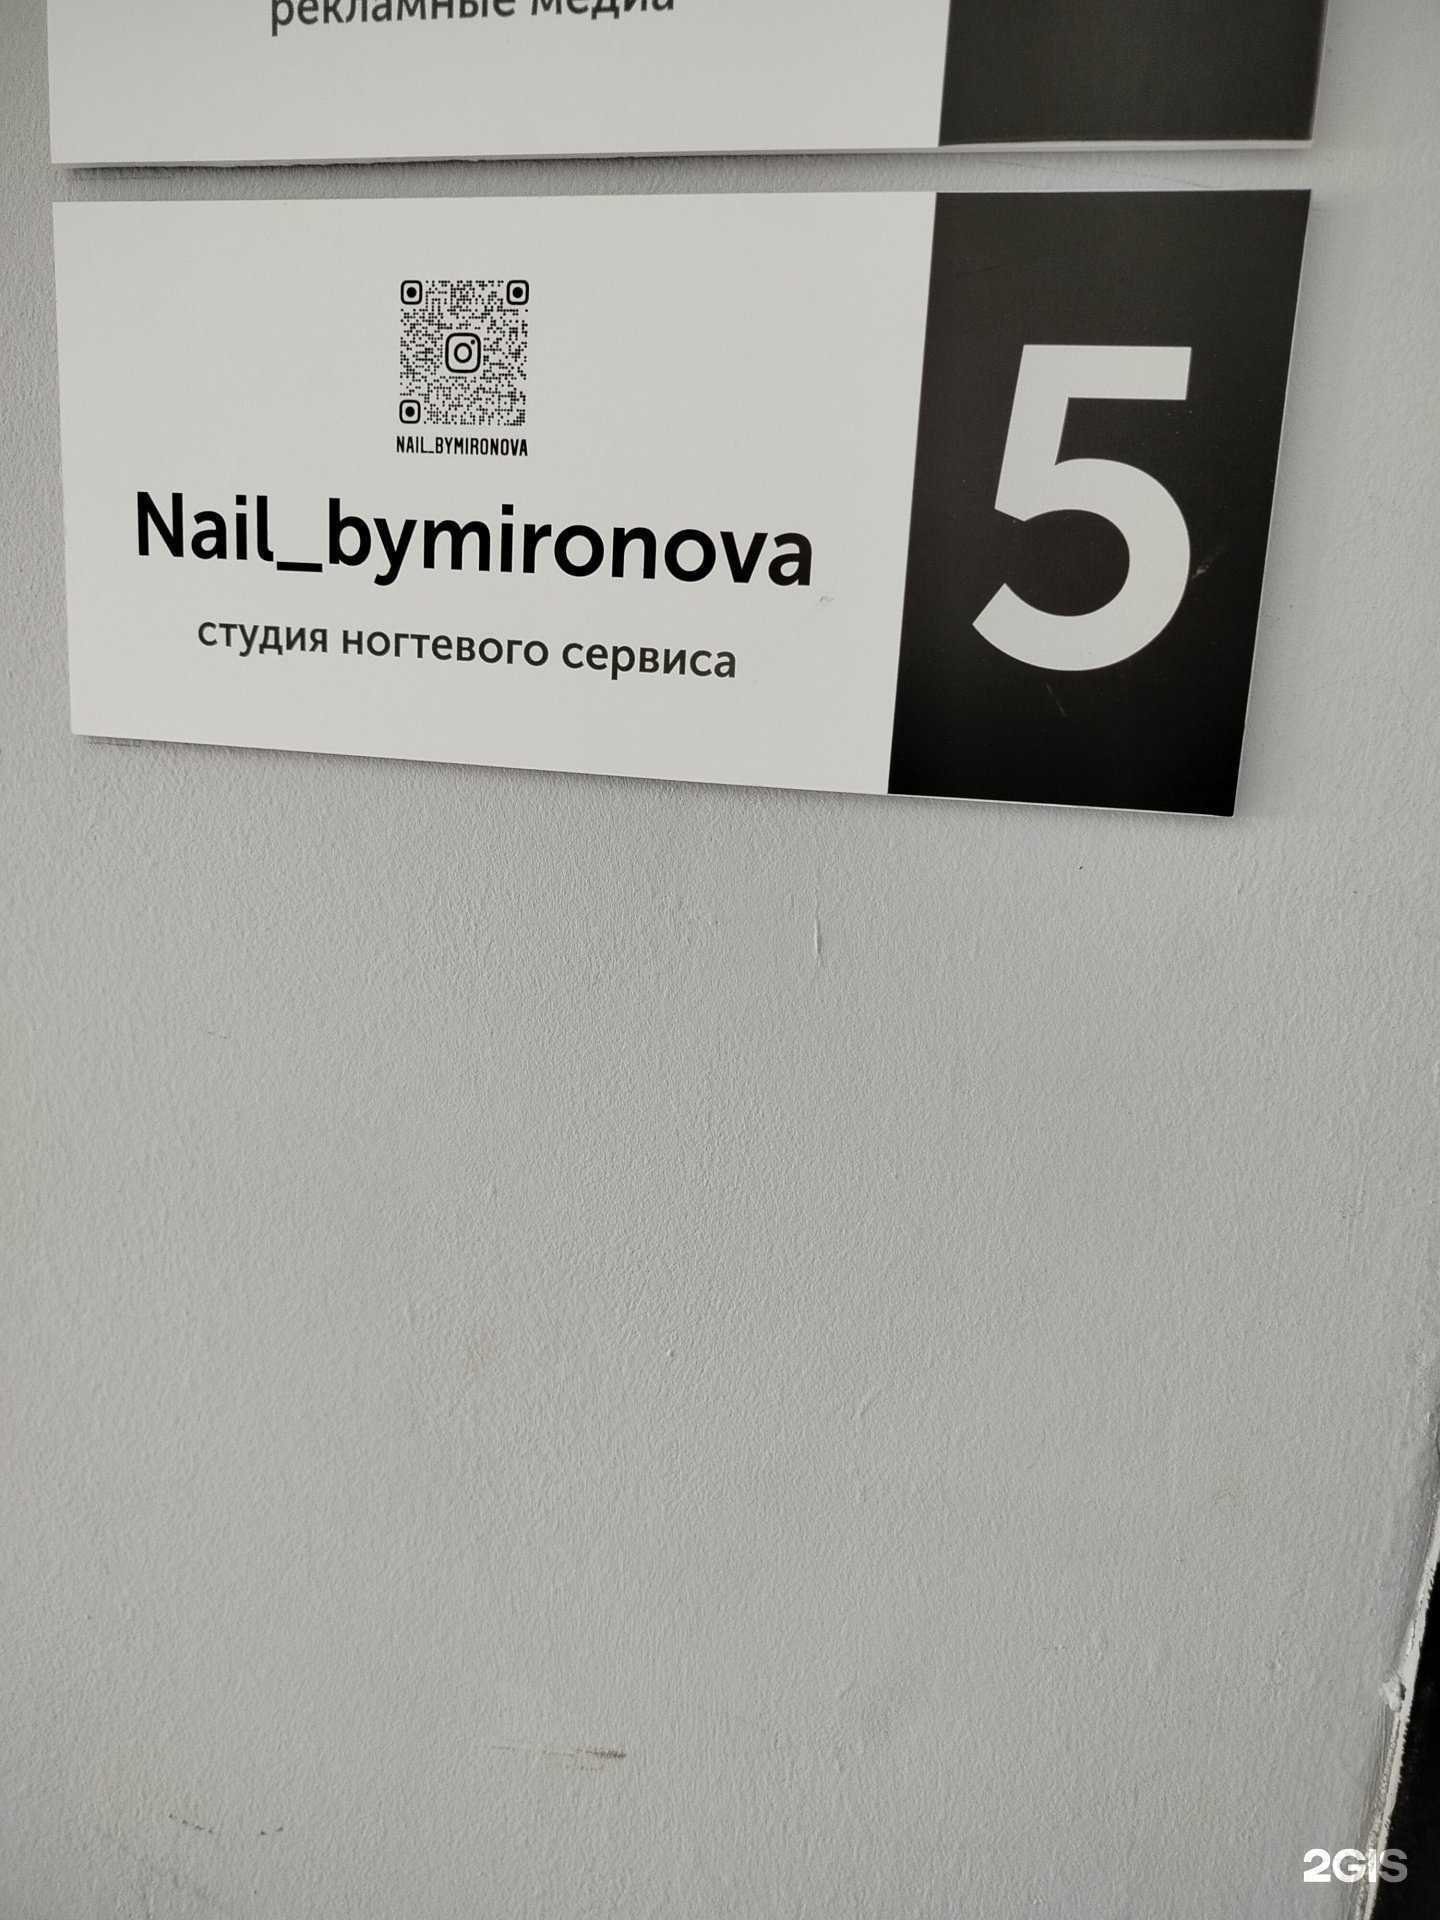 рекламные медиа
NAIL_BYMIRONOVA
Nail_bymironova
студия ногтевого сервиса
5
2GIS